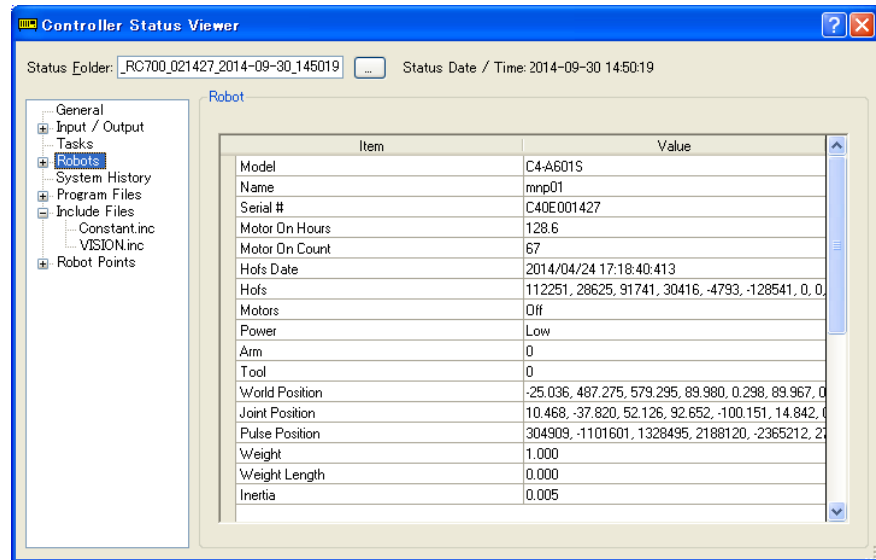 Controller Status Viewer
Status Folder: _RC700_021427_2014-09-30_145019 ... Status Date / Time: 2014-09-30 14:50:19
General
Input / Output
Tasks
Robots
System History
Program Files
Include Files
Constant.inc
VISION.inc
Robot Points
Robot
Item Value
Model C4-A601S
Name mnp01
Serial # C40E001427
Motor On Hours 128.6
Motor On Count 67
Hofs Date 2014/04/24 17:18:40:413
Hofs 112251, 28625, 91741, 30416, -4793, -128541, 0, 0,
Motors Off
Power Low
Arm 0
Tool 0
World Position -25.036, 487.275, 579.295, 89.980, 0.298, 89.967, 0
Joint Position 10.468, -37.820, 52.126, 92.652, -100.151, 14.842,
Pulse Position 304909, -1101601, 1328495, 2188120, -2365212,
Weight 1.000
Weight Length 0.000
Inertia 0.005